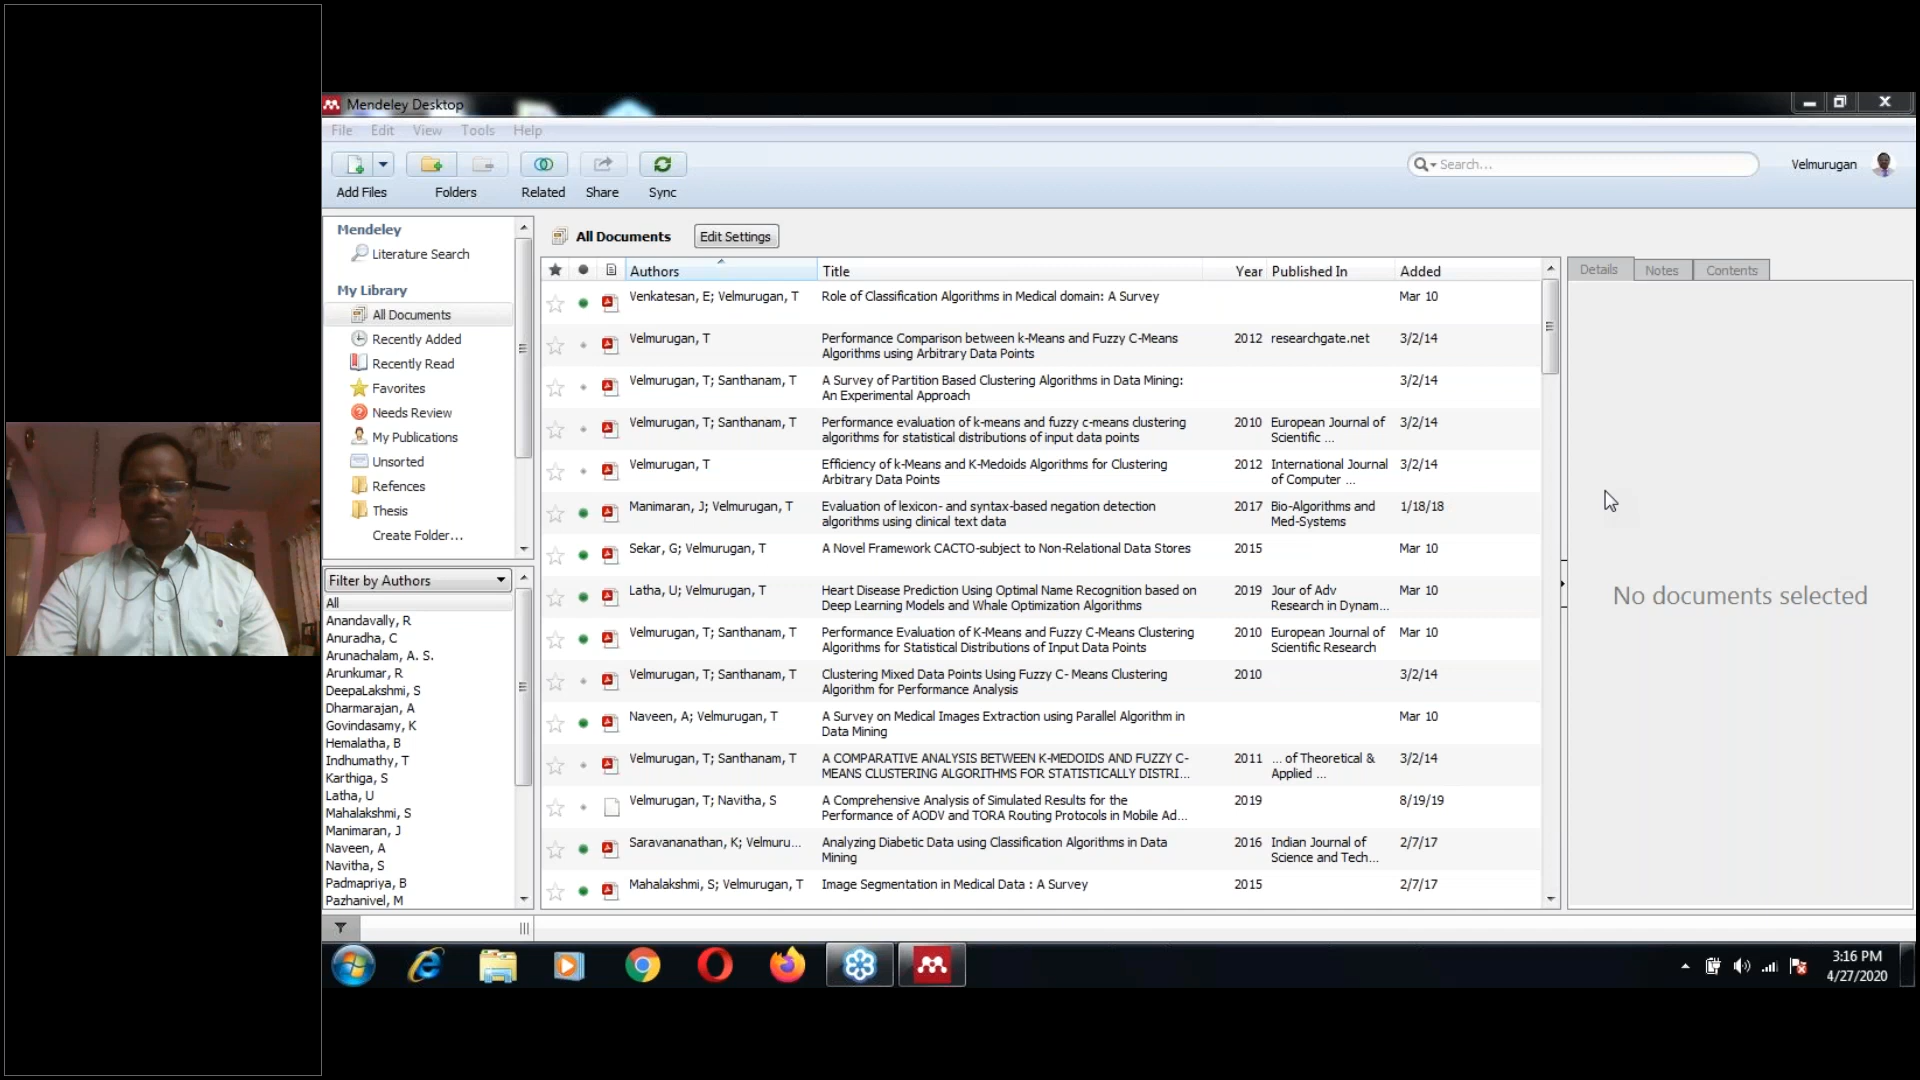 Mendeley Desktop
File Edit View Tools Help
Add Files Folders Related Share Sync
Search...
Velmurugan
Mendeley
Literature Search
My Library
All Documents
Recently Added
Recently Read
Favorites
Needs Review
My Publications
Unsorted
Refences
Thesis
Create Folder...
Filter by Authors
All
Anandavally, R
Anuradha, C
Arunachalam, A. S.
Arunkumar, R
DeepaLakshmi, S
Dharmarajan, A
Govindasamy, K
Hemalatha, B
Indhumathy, T
Karthiga, S
Latha, U
Mahalakshmi, S
Manimaran, J
Naveen, A
Navitha, S
Padmapriya, B
Pazhanivel, M
All Documents Edit Settings
Authors Title Year Published In Added
Venkatesan, E; Velmurugan, T Role of Classification Algorithms in Medical domain: A Survey Mar 10
Velmurugan, T Performance Comparison between k-Means and Fuzzy C-Means 2012 researchgate.net 3/2/14
Algorithms using Arbitrary Data Points
Velmurugan, T; Santhanam, T A Survey of Partition Based Clustering Algorithms in Data Mining: 3/2/14
An Experimental Approach
Velmurugan, T; Santhanam, T Performance evaluation of k-means and fuzzy c-means clustering 2010 European Journal of 3/2/14
algorithms for statistical distributions of input data points Scientific ...
Velmurugan, T Efficiency of k-Means and K-Medoids Algorithms for Clustering 2012 International Journal 3/2/14
Arbitrary Data Points of Computer ...
Manimaran, J; Velmurugan, T Evaluation of lexicon- and syntax-based negation detection 2017 Bio-Algorithms and 1/18/18
algorithms using clinical text data Med-Systems
Sekar, G; Velmurugan, T A Novel Framework CACTO-subject to Non-Relational Data Stores 2015 Mar 10
Latha, U; Velmurugan, T Heart Disease Prediction Using Optimal Name Recognition based on 2019 Jour of Adv Mar 10
Deep Learning Models and Whale Optimization Algorithms Research in Dynam...
Velmurugan, T; Santhanam, T Performance Evaluation of K-Means and Fuzzy C-Means Clustering 2010 European Journal of Mar 10
Algorithms for Statistical Distributions of Input Data Points Scientific Research
Velmurugan, T; Santhanam, T Clustering Mixed Data Points Using Fuzzy C- Means Clustering 2010 3/2/14
Algorithm for Performance Analysis
Naveen, A; Velmurugan, T A Survey on Medical Images Extraction using Parallel Algorithm in Mar 10
Data Mining
Velmurugan, T; Santhanam, T A COMPARATIVE ANALYSIS BETWEEN K-MEDOIDS AND FUZZY C- 2011 ... of Theoretical & 3/2/14
MEANS CLUSTERING ALGORITHMS FOR STATISTICALLY DISTRI... Applied ...
Velmurugan, T; Navitha, S A Comprehensive Analysis of Simulated Results for the 2019 8/19/19
Performance of AODV and TORA Routing Protocols in Mobile Ad...
Saravananathan, K; Velmuru... Analyzing Diabetic Data using Classification Algorithms in Data 2016 Indian Journal of 2/7/17
Mining Science and Tech...
Mahalakshmi, S; Velmurugan, T Image Segmentation in Medical Data : A Survey 2015 2/7/17
Details Notes Contents
No documents selected
3:16 PM
4/27/2020